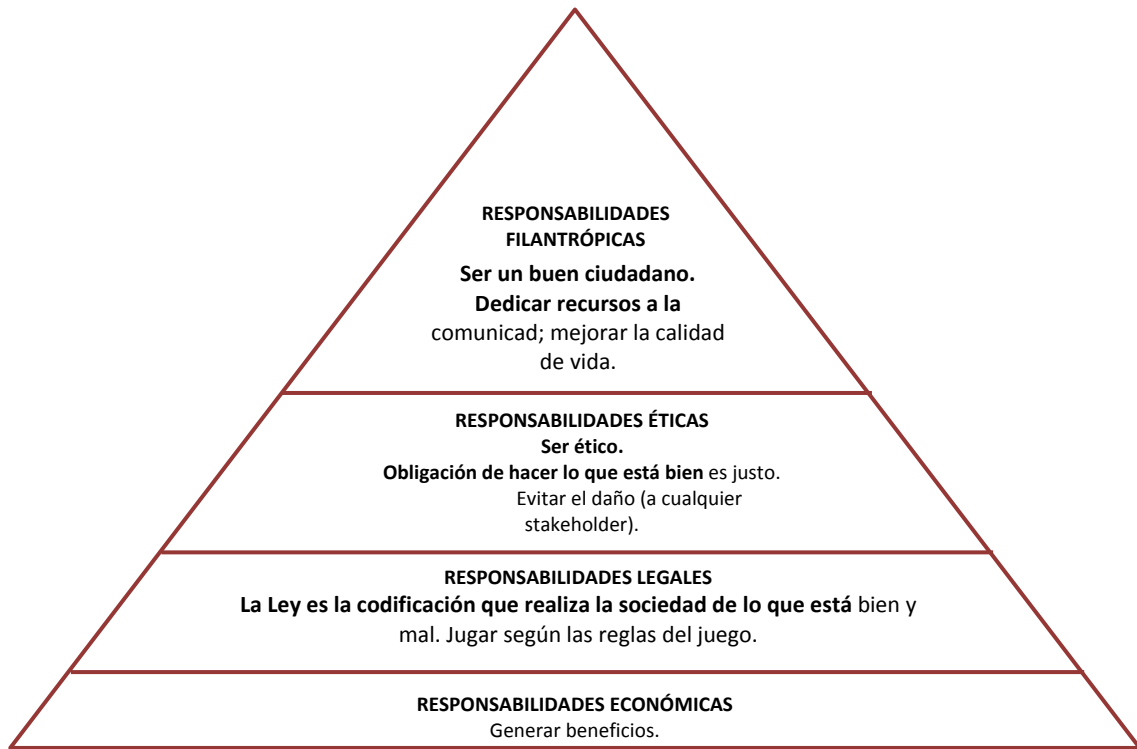 RESPONSABILIDADES
FILANTRÓPICAS
Ser un buen ciudadano.
Dedicar recursos a la
comunicad; mejorar la calidad
de vida.
RESPONSABILIDADES ÉTICAS
Ser ético.
Obligación de hacer lo que está bien es justo.
Evitar el daño (a cualquier
stakeholder).
RESPONSABILIDADES LEGALES
La Ley es la codificación que realiza la sociedad de lo que está bien y
mal. Jugar según las reglas del juego.
RESPONSABILIDADES ECONÓMICAS
Generar beneficios.